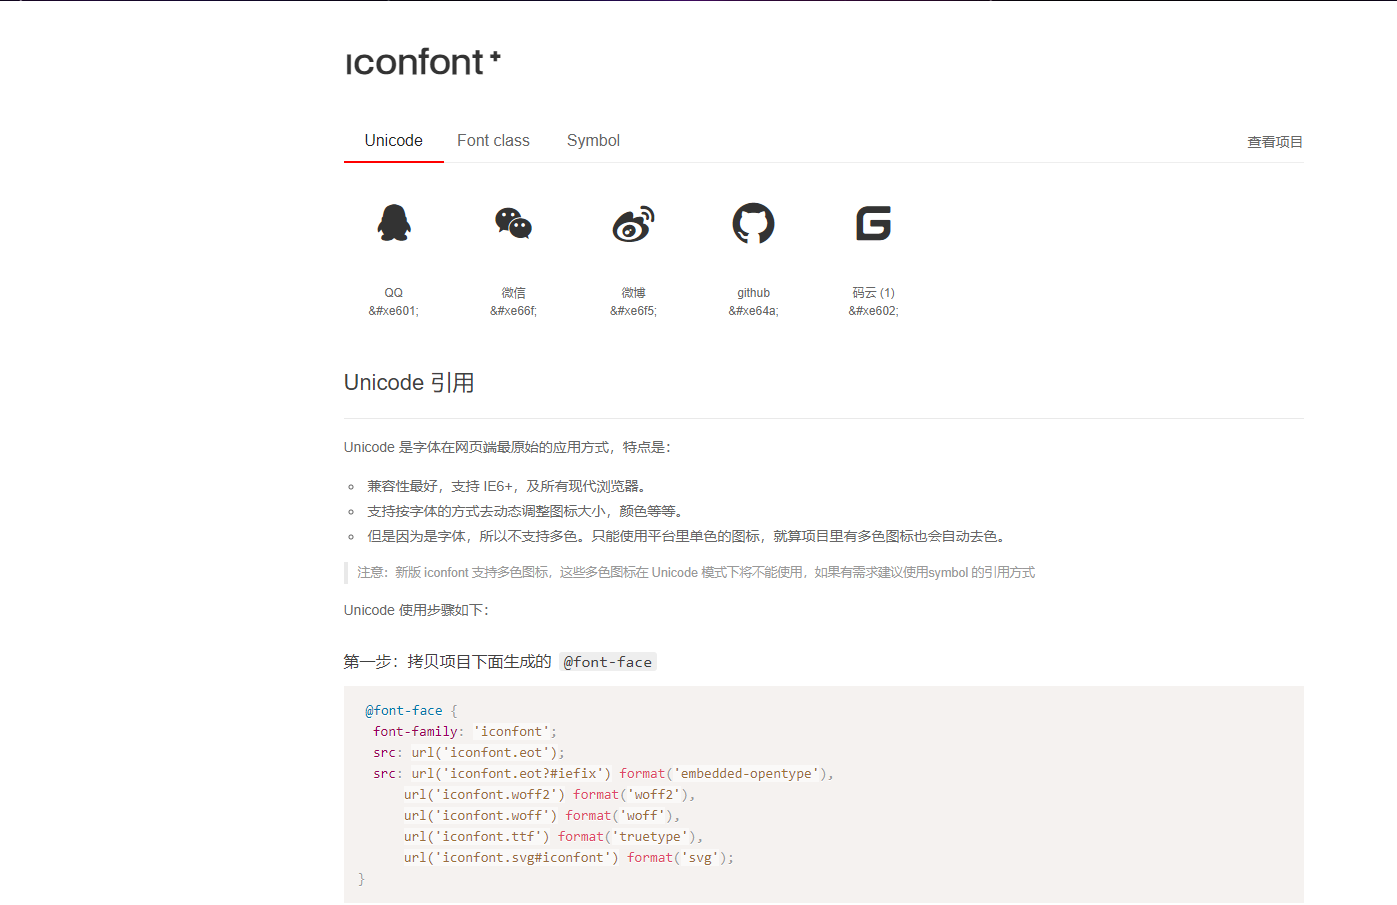 iconfont+
Unicode Font class Symbol 查看项目
QQ 微信 微博 github 码云 (1)
&#xe601; &#xe66f; &#xe6f5; &#xe64a; &#xe602;
Unicode 引用
Unicode 是字体在网页端最原始的应用方式，特点是：
兼容性最好，支持 IE6+，及所有现代浏览器。
支持按字体的方式去动态调整图标大小，颜色等等。
但是因为是字体，所以不支持多色。只能使用平台里单色的图标，就算项目里有多色图标也会自动去色。
注意：新版 iconfont 支持多色图标，这些多色图标在 Unicode 模式下将不能使用，如果有需求建议使用symbol 的引用方式
Unicode 使用步骤如下：
第一步：拷贝项目下面生成的 @font-face
@font-face {
font-family: 'iconfont';
src: url('iconfont.eot');
src: url('iconfont.eot?#iefix') format('embedded-opentype'),
url('iconfont.woff2') format('woff2'),
url('iconfont.woff') format('woff'),
url('iconfont.ttf') format('truetype'),
url('iconfont.svg#iconfont') format('svg');
}